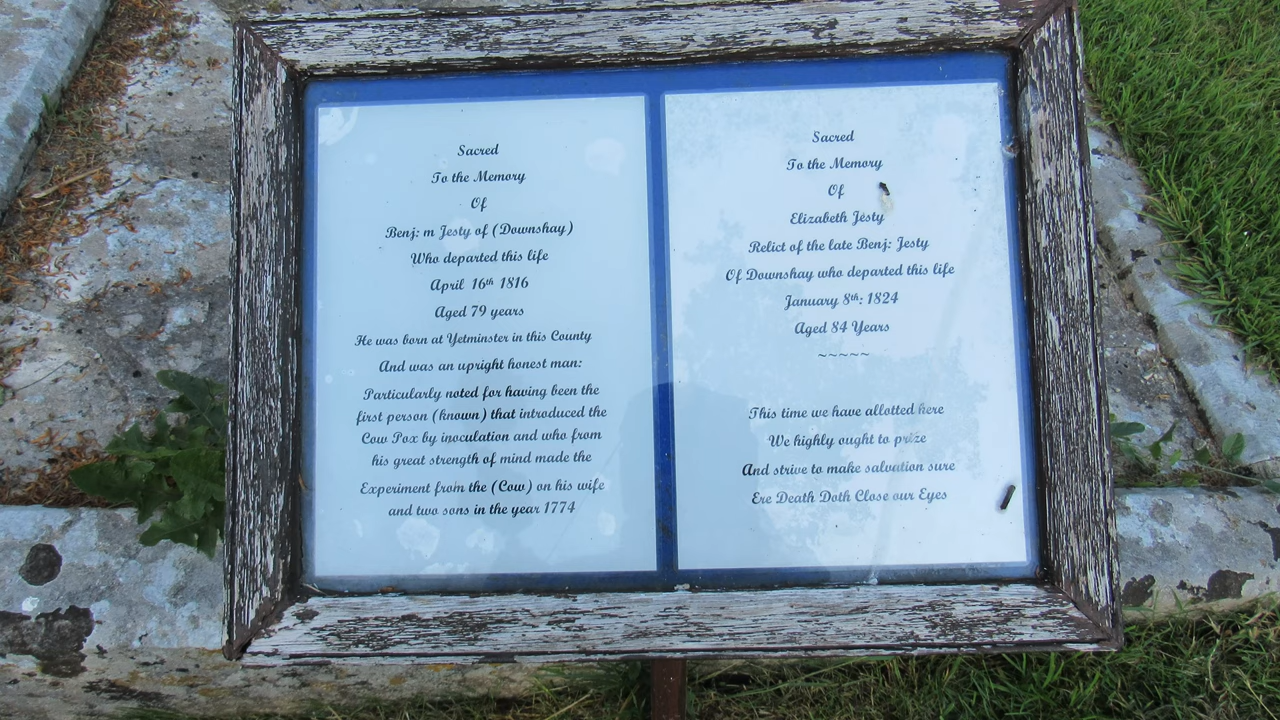 Sacred
To the Memory
Of
Benj: m Jesty of (Downshay)
Who departed this life
April 16th 1816
Aged 79 years
He was born at Yetminster in this County
And was an upright honest man:
Particularly noted for having been the
first person (known) that introduced the
Cow Pox by inoculation and who from
his great strength of mind made the
Experiment from the (Cow) on his wife
and two sons in the year 1774
Sacred
To the Memory
Of
Elizabeth Jesty
Relict of the late Benj: Jesty
Of Downshay who departed this life
January 8th: 1824
Aged 84 Years
~~~~~
This time we have allotted here
We highly ought to prize
And strive to make salvation sure
Ere Death Doth Close our Eyes